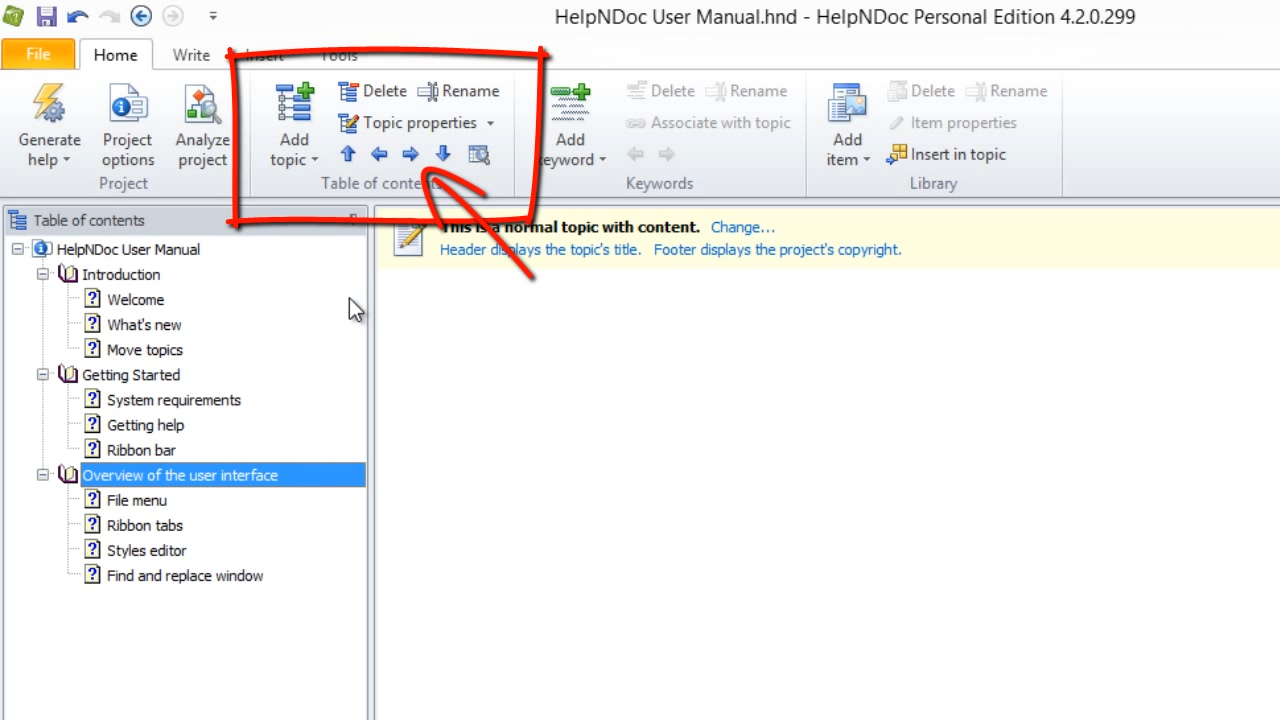 HelpNDoc User Manual.hnd - HelpNDoc Personal Edition 4.2.0.299
File Home Write Insert Tools
Generate help
Project options
Analyze project
Project
Add topic
Delete Rename
Topic properties
Table of contents
Add keyword
Delete Rename
Associate with topic
Keywords
Add item
Delete Rename
Item properties
Insert in topic
Library
Table of contents
HelpNDoc User Manual
Introduction
Welcome
What's new
Move topics
Getting Started
System requirements
Getting help
Ribbon bar
Overview of the user interface
File menu
Ribbon tabs
Styles editor
Find and replace window
This is a normal topic with content. Change...
Header displays the topic's title. Footer displays the project's copyright.